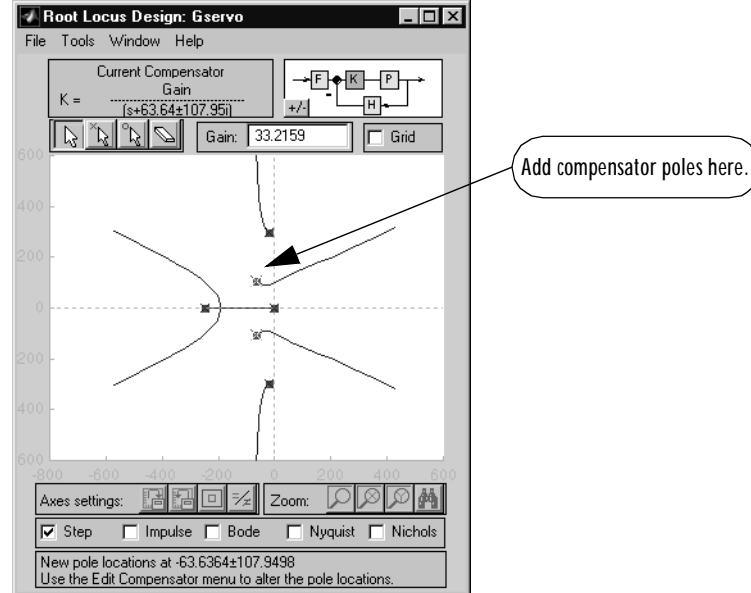 Root Locus Design: Gservo
File Tools Window Help
Current Compensator
K =
Gain
(s+63.64±107.95i)
F K P
H
+/-
Gain: 33.2159
Grid
Add compensator poles here.
600
400
200
0
200
400
600
-800 -600 -400 -200 0 200 400 600
Axes settings:
Zoom:
Step Impulse Bode Nyquist Nichols
New pole locations at -63.6364±107.9498
Use the Edit Compensator menu to alter the pole locations.